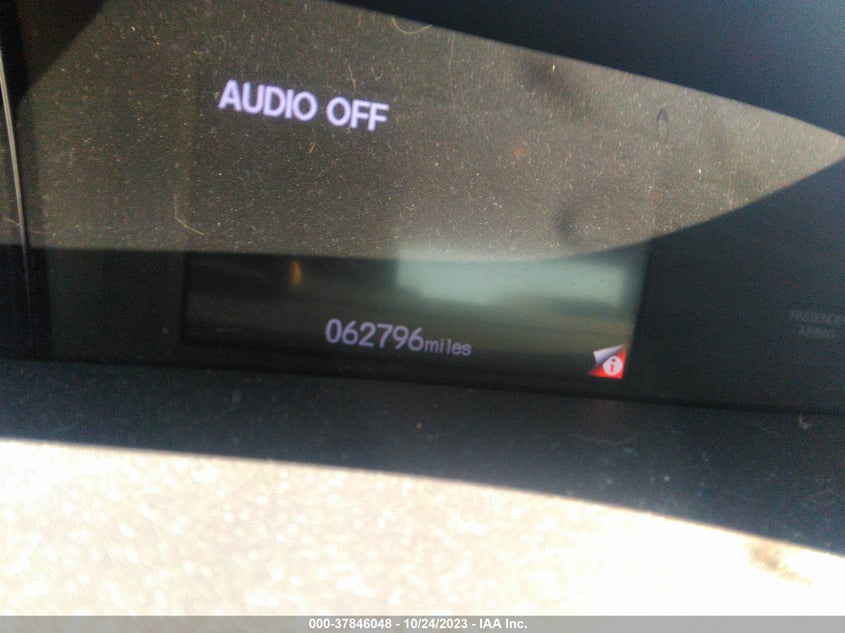 AUDIO OFF
062796miles
PASSENGER
AIRBAG
000-37846048 - 10/24/2023 - IAA Inc.